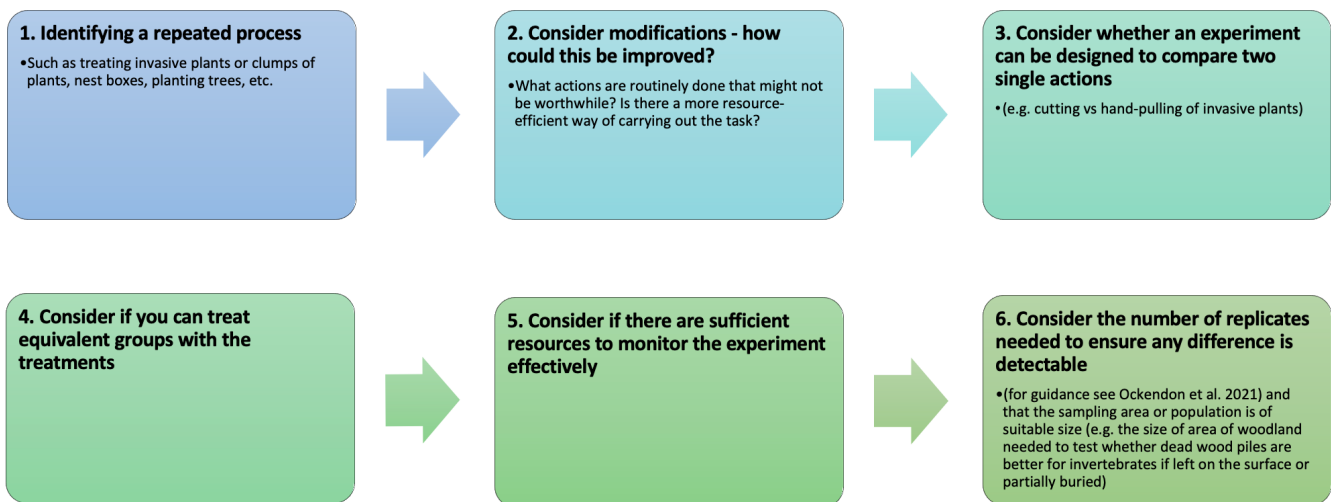 1. Identifying a repeated process
•Such as treating invasive plants or clumps of
plants, nest boxes, planting trees, etc.
2. Consider modifications - how
could this be improved?
•What actions are routinely done that might not
be worthwhile? Is there a more resource-
efficient way of carrying out the task?
3. Consider whether an experiment
can be designed to compare two
single actions
•(e.g. cutting vs hand-pulling of invasive plants)
4. Consider if you can treat
equivalent groups with the
treatments
5. Consider if there are sufficient
resources to monitor the experiment
effectively
6. Consider the number of replicates
needed to ensure any difference is
detectable
•(for guidance see Ockendon et al. 2021) and
that the sampling area or population is of
suitable size (e.g. the size of area of woodland
needed to test whether dead wood piles are
better for invertebrates if left on the surface or
partially buried)